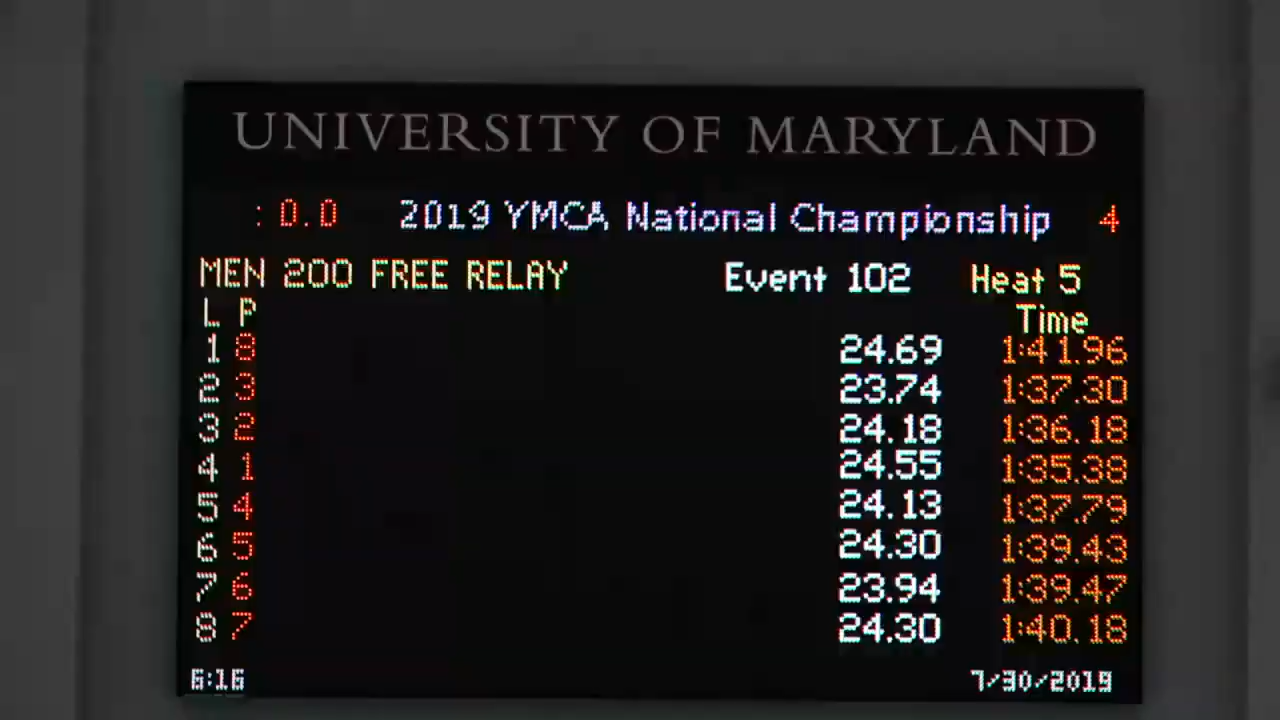 UNIVERSITY OF MARYLAND
:0.0 2019 YMCA National Championship 4
MEN 200 FREE RELAY Event 102 Heat 5
L P Time
1 8 24.69 1:41.96
2 3 23.74 1:37.30
3 2 24.18 1:36.18
4 1 24.55 1:35.38
5 4 24.13 1:37.79
6 5 24.30 1:39.43
7 6 23.94 1:39.47
8 7 24.30 1:40.18
6:16 7/30/2019